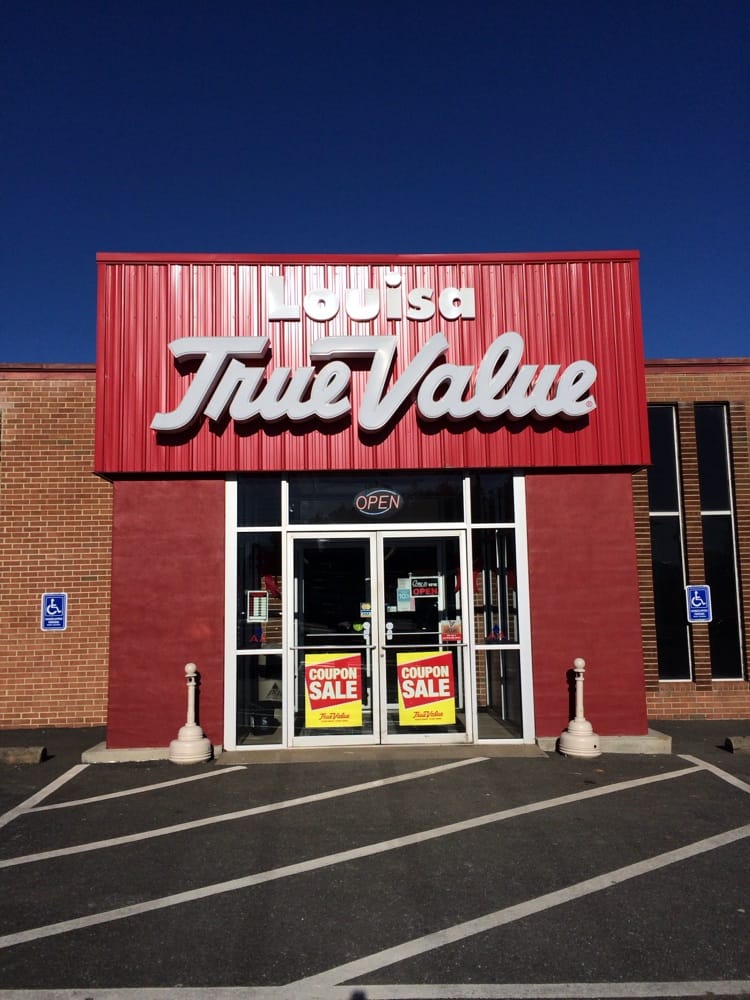 Louisa
True Value
OPEN
OPEN
COUPON
SALE
True Value
COUPON
SALE
True Value